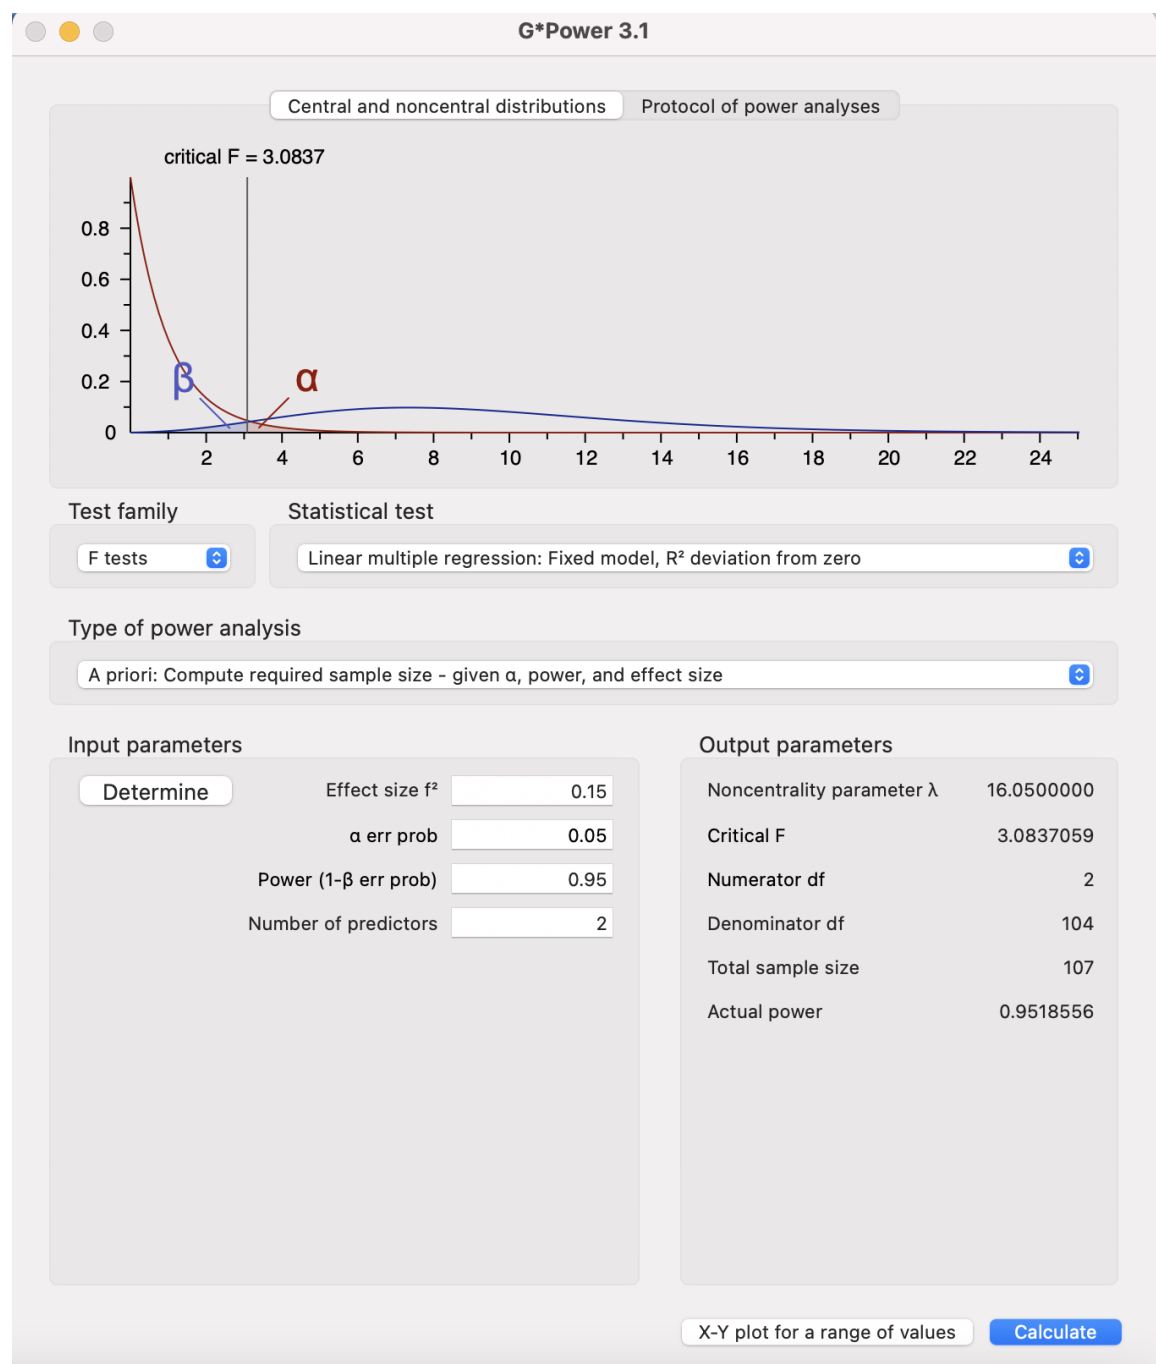 G*Power 3.1
Central and noncentral distributions
Protocol of power analyses
critical F = 3.0837
0.8
0.6
0.4
0.2
0
β
α
2 4 6 8 10 12 14 16 18 20 22 24
Test family
Statistical test
F tests
Linear multiple regression: Fixed model, R² deviation from zero
Type of power analysis
A priori: Compute required sample size - given α, power, and effect size
Input parameters
Determine
Effect size f² 0.15
α err prob 0.05
Power (1-β err prob) 0.95
Number of predictors 2
Output parameters
Noncentrality parameter λ 16.0500000
Critical F 3.0837059
Numerator df 2
Denominator df 104
Total sample size 107
Actual power 0.9518556
X-Y plot for a range of values
Calculate